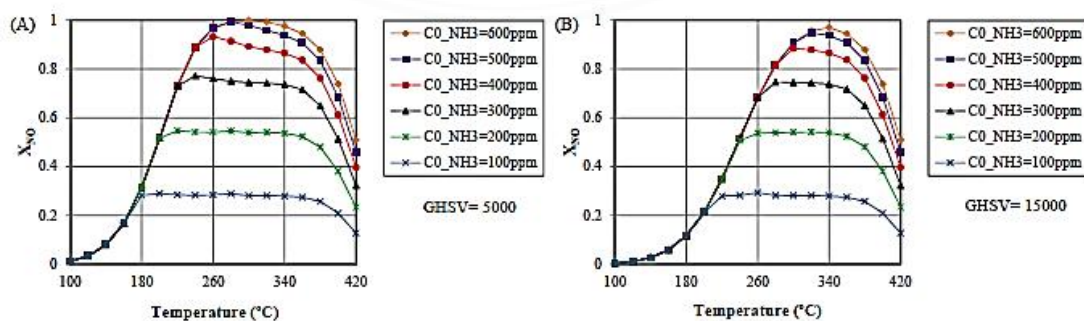 (A)
1
0.8
0.6
0.4
0.2
0
X_NO
100 180 260 340 420
Temperature (°C)
C0_NH3=600ppm
C0_NH3=500ppm
C0_NH3=400ppm
C0_NH3=300ppm
C0_NH3=200ppm
C0_NH3=100ppm
GHSV= 5000
(B)
1
0.8
0.6
0.4
0.2
0
X_NO
100 180 260 340 420
Temperature (°C)
C0_NH3=600ppm
C0_NH3=500ppm
C0_NH3=400ppm
C0_NH3=300ppm
C0_NH3=200ppm
C0_NH3=100ppm
GHSV= 15000